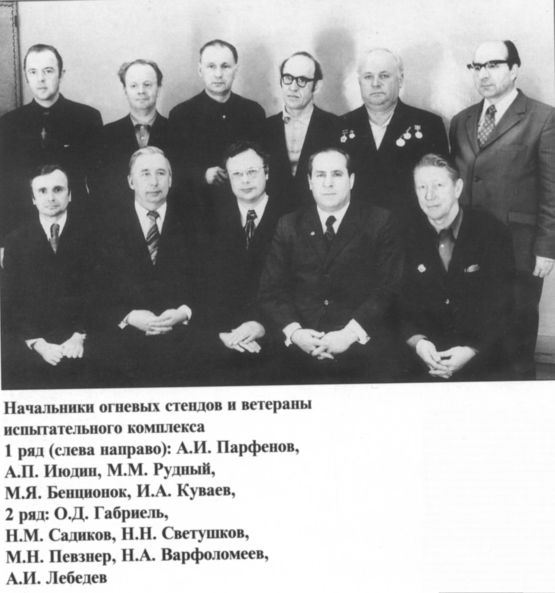 Начальники огневых стендов и ветераны
испытательного комплекса
1 ряд (слева направо): А.И. Парфенов,
А.П. Июдин, М.М. Рудный,
М.Я. Бенционок, И.А. Куваев,
2 ряд: О.Д. Габриель,
Н.М. Садиков, Н.Н. Светушков,
М.Н. Певзнер, Н.А. Варфоломеев,
А.И. Лебедев